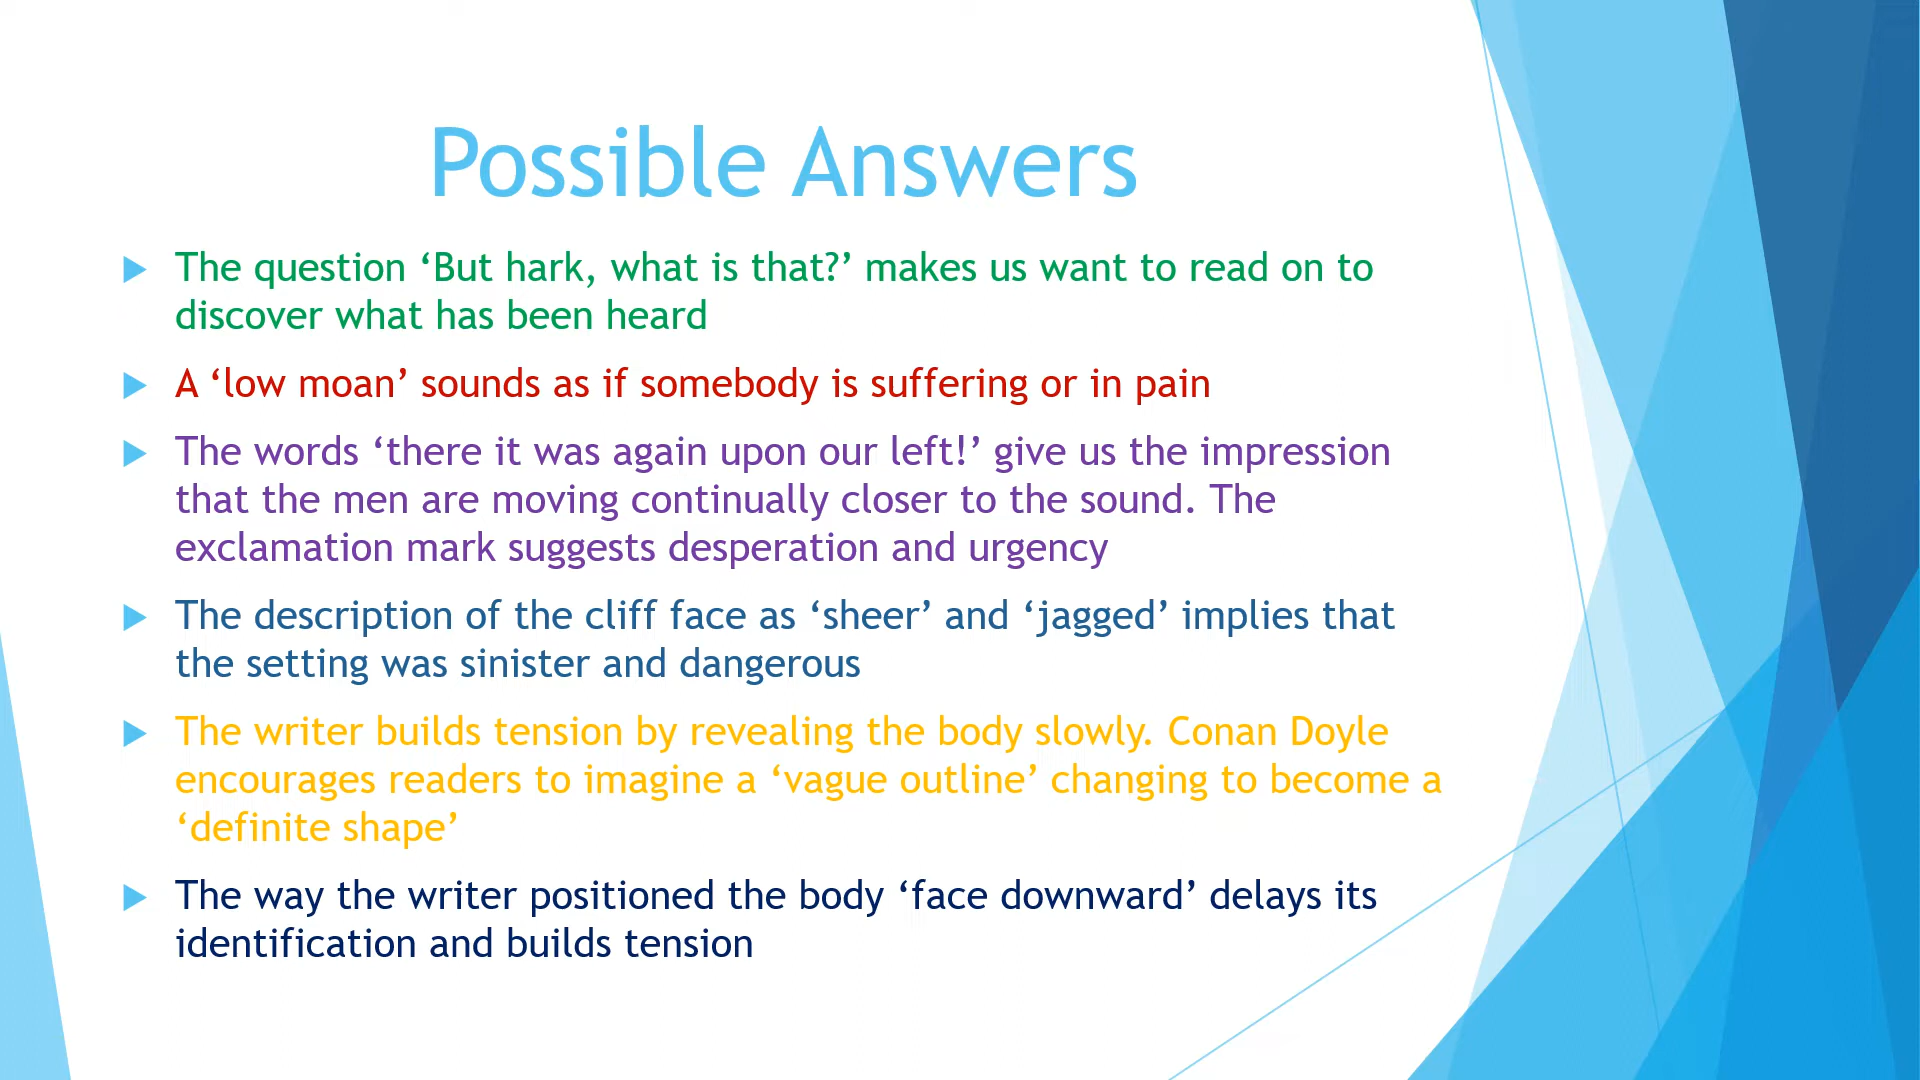 Possible Answers
The question ‘But hark, what is that?’ makes us want to read on to
discover what has been heard
A ‘low moan’ sounds as if somebody is suffering or in pain
The words ‘there it was again upon our left!’ give us the impression
that the men are moving continually closer to the sound. The
exclamation mark suggests desperation and urgency
The description of the cliff face as ‘sheer’ and ‘jagged’ implies that
the setting was sinister and dangerous
The writer builds tension by revealing the body slowly. Conan Doyle
encourages readers to imagine a ‘vague outline’ changing to become a
‘definite shape’
The way the writer positioned the body ‘face downward’ delays its
identification and builds tension